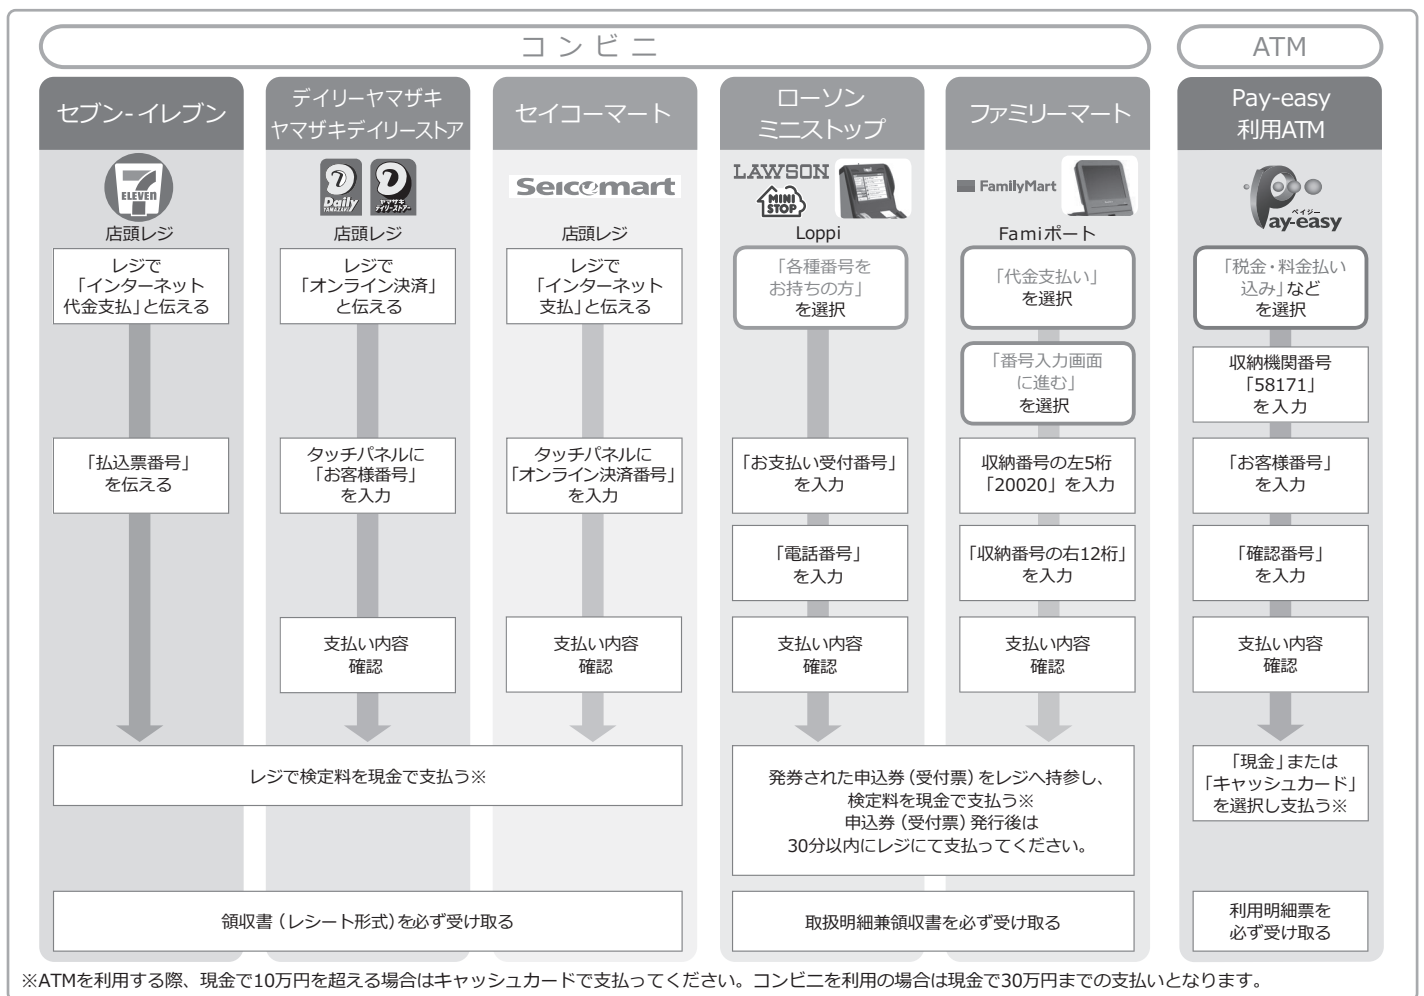 コンビニ
ATM
セブン-イレブン
デイリーヤマザキ
ヤマザキデイリーストア
セイコーマート
ローソン
ミニストップ
ファミリーマート
Pay-easy
利用ATM
7
ELEVEN
Daily
YAMAZAKI
ヤマザキ
デイリーストアー
Seicomart
LAWSON
MINI
STOP
FamilyMart
ペイジー
Pay-easy
店頭レジ
店頭レジ
店頭レジ
Loppi
Famiポート
レジで
「インターネット
代金支払」と伝える
レジで
「オンライン決済」
と伝える
レジで
「インターネット
支払」と伝える
「各種番号を
お持ちの方」
を選択
「代金支払い」
を選択
「税金・料金払い
込み」など
を選択
「番号入力画面
に進む」
を選択
収納機関番号
「58171」
を入力
「払込票番号」
を伝える
タッチパネルに
「お客様番号」
を入力
タッチパネルに
「オンライン決済番号」
を入力
「お支払い受付番号」
を入力
収納番号の左5桁
「20020」を入力
「お客様番号」
を入力
「電話番号」
を入力
「収納番号の右12桁」
を入力
「確認番号」
を入力
支払い内容
確認
支払い内容
確認
支払い内容
確認
支払い内容
確認
支払い内容
確認
レジで検定料を現金で支払う※
発券された申込券（受付票）をレジへ持参し、
検定料を現金で支払う※
申込券（受付票）発行後は
30分以内にレジにて支払ってください。
「現金」または
「キャッシュカード」
を選択し支払う※
領収書（レシート形式）を必ず受け取る
取扱明細兼領収書を必ず受け取る
利用明細票を
必ず受け取る
※ATMを利用する際、現金で10万円を超える場合はキャッシュカードで支払ってください。コンビニを利用の場合は現金で30万円までの支払いとなります。